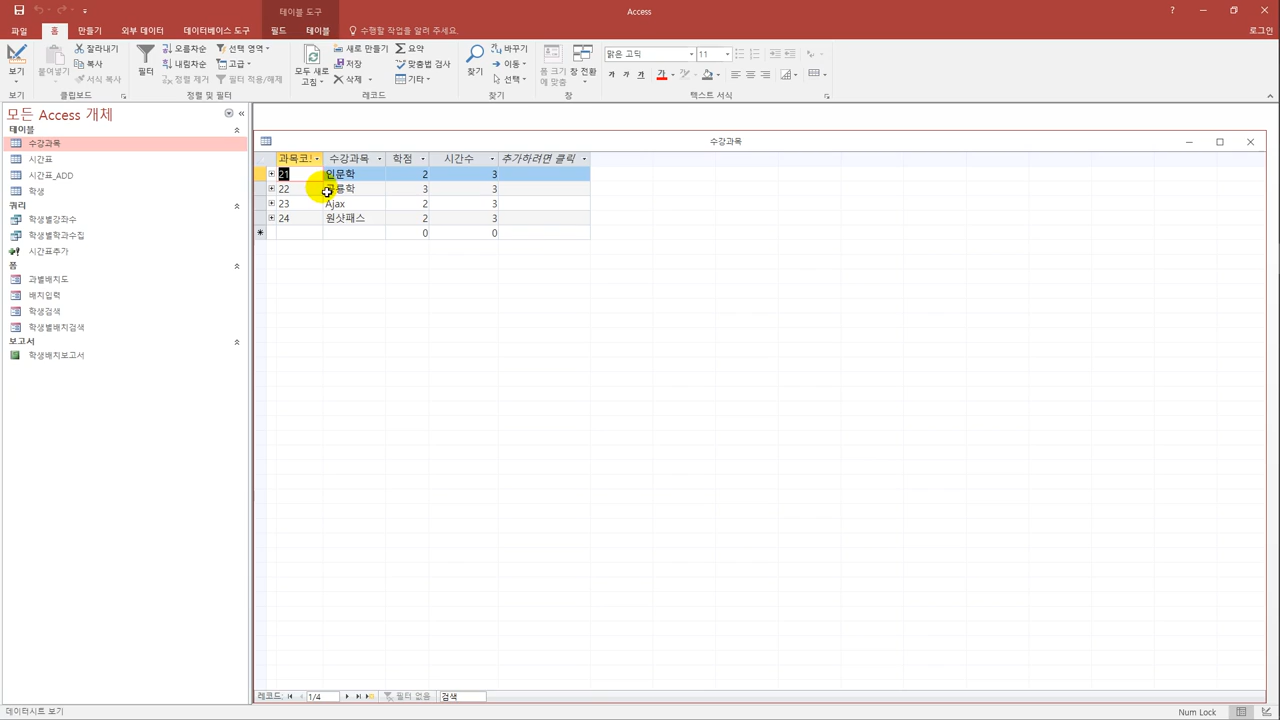 테이블 도구
Access
?
로그인
파일
홈
만들기
외부 데이터
데이터베이스 도구
필드
테이블
수행할 작업을 알려 주세요.
보기
붙여넣기
잘라내기
복사
서식 복사
필터
오름차순
내림차순
정렬 제거
선택 영역
고급
필터 적용/해제
모두 새로
고침
새로 만들기
저장
삭제
요약
맞춤법 검사
기타
찾기
바꾸기
이동
선택
폼 크기
에 맞춤
창 전환
맑은 고딕
11
가 가 가
가
보기
클립보드
정렬 및 필터
레코드
찾기
창
텍스트 서식
모든 Access 개체
테이블
수강과목
시간표
시간표_ADD
학생
쿼리
학생별강좌수
학생별학과수집
시간표추가
폼
과별배치도
배치입력
학생검색
학생별배치검색
보고서
학생배치보고서
수강과목
수강과목 학점 시간수 추가하려면 클릭
21 인문학 2 3
22 3 3
23 Ajax 2 3
24 원샷패스 2 3
0 0
레코드: 1/4 필터 없음 검색
데이터시트 보기
Num Lock